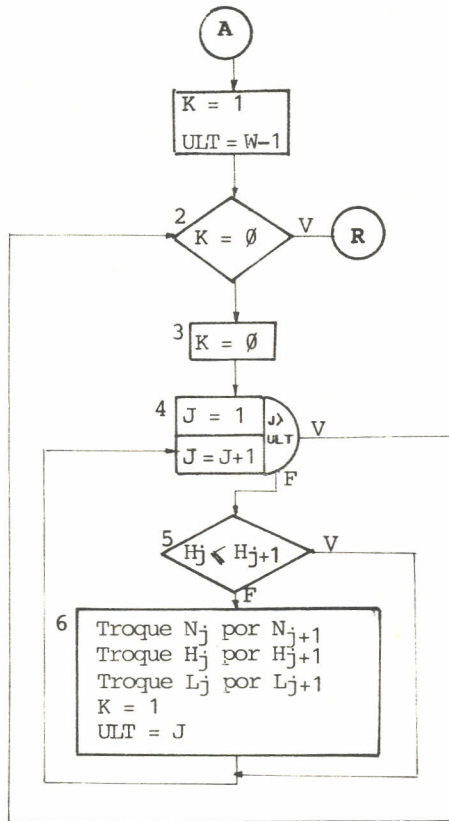 A
K = 1
ULT = W-1
2
K = Ø
V
R
3
K = Ø
4
J = 1
J>
ULT
V
J = J+1
F
5
Hj ⩽ Hj+1
V
F
6
Troque Nj por Nj+1
Troque Hj por Hj+1
Troque Lj por Lj+1
K = 1
ULT = J